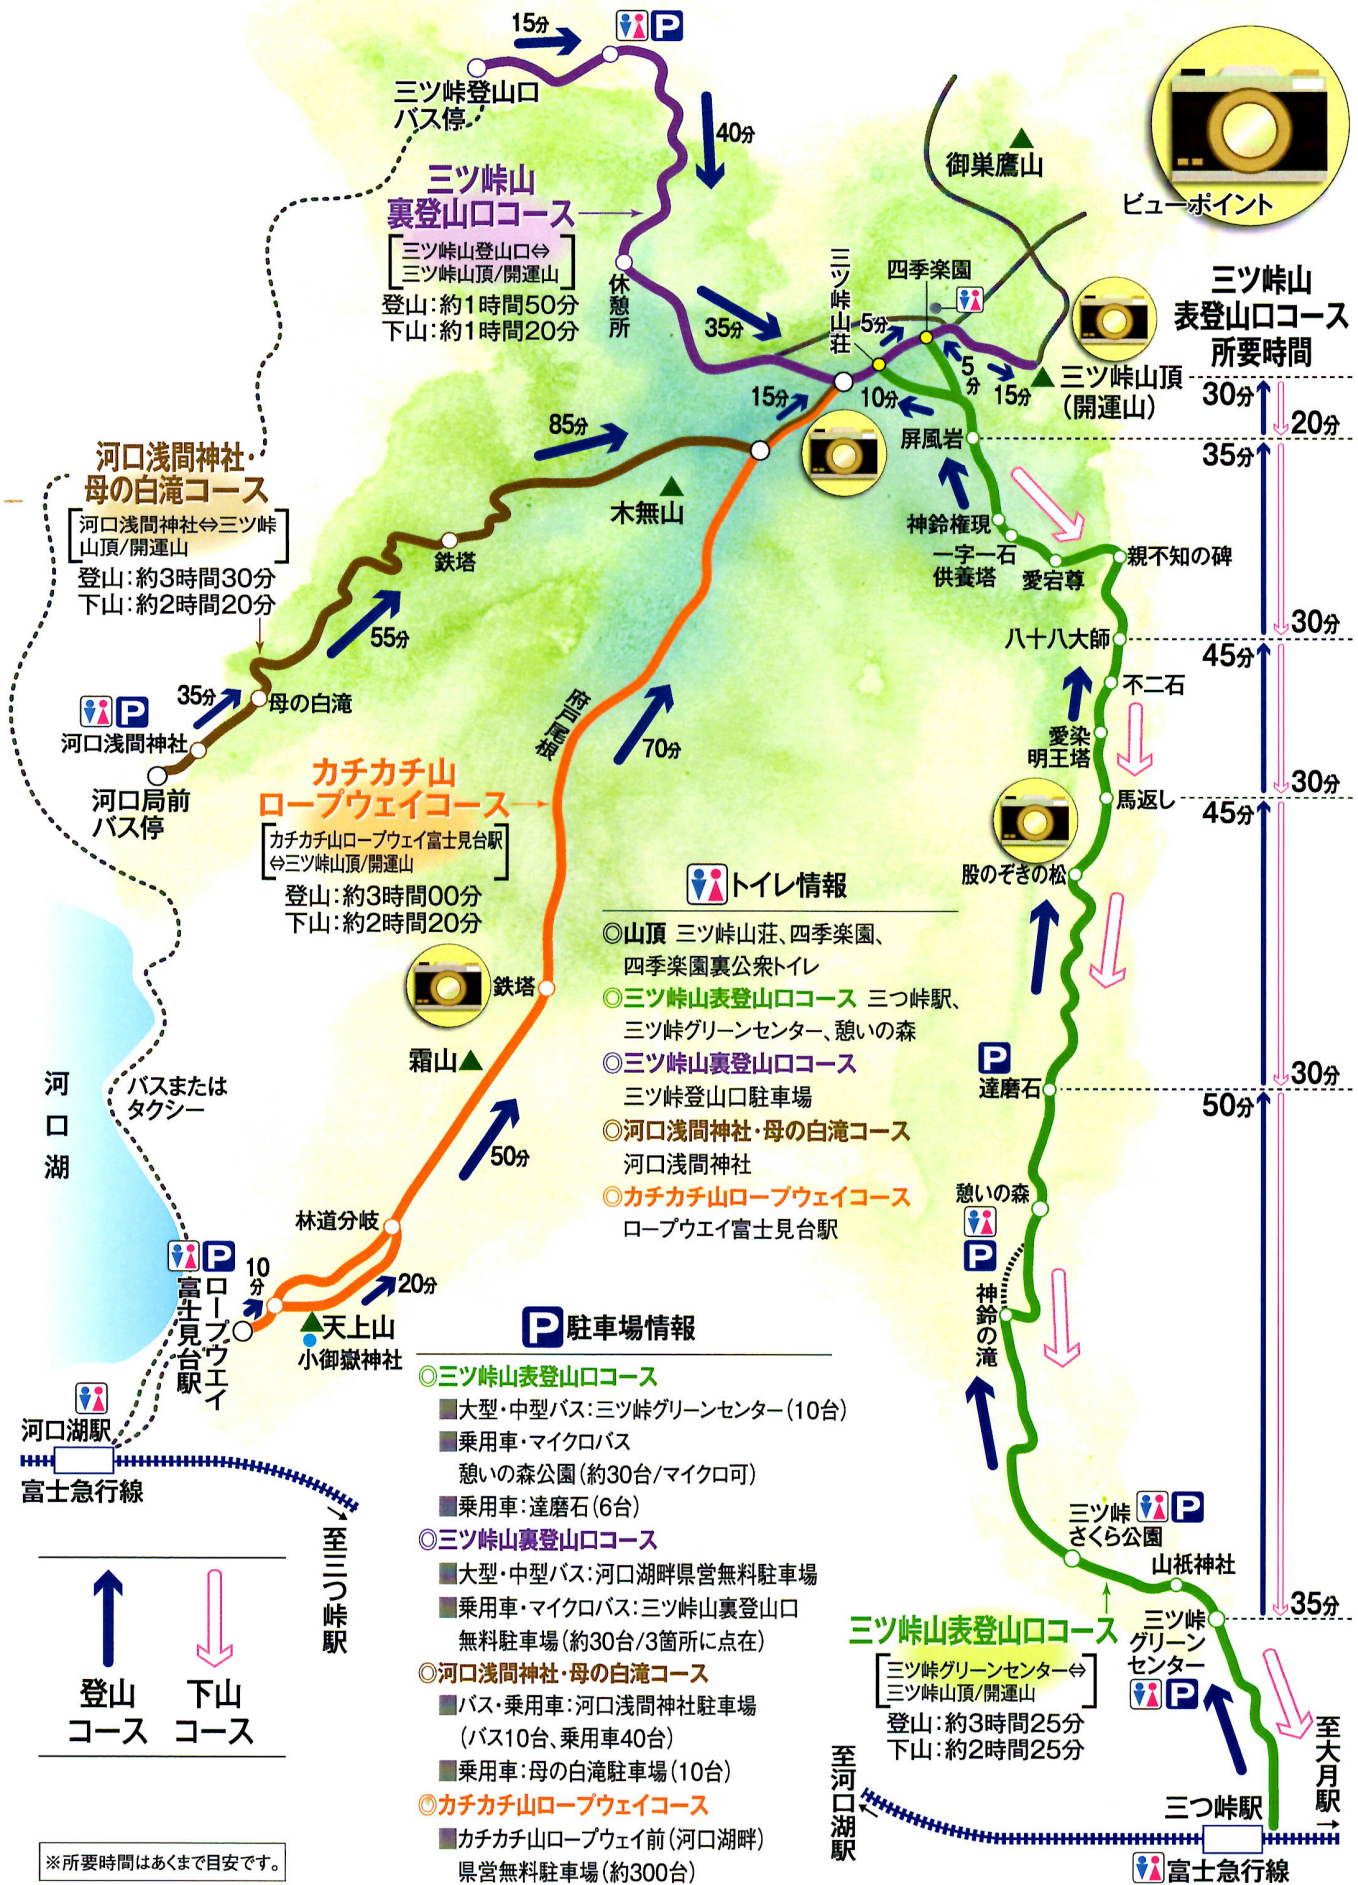 15分
P
三ツ峠登山口
バス停
40分
御巣鷹山
ビューポイント
三ツ峠山
裏登山口コース
三ツ峠山登山口⇔
三ツ峠山頂/開運山
登山:約1時間50分
下山:約1時間20分
休憩所
35分
三ツ峠山荘
四季楽園
5分
5分
15分
10分
15分
三ツ峠山頂
(開運山)
三ツ峠山
表登山口コース
所要時間
30分
20分
35分
30分
45分
30分
45分
30分
50分
35分
85分
河口浅間神社・
母の白滝コース
河口浅間神社⇔三ツ峠
山頂/開運山
登山:約3時間30分
下山:約2時間20分
鉄塔
木無山
屏風岩
神鈴権現
一字一石
供養塔
愛宕尊
親不知の碑
八十八大師
不二石
愛染
明王塔
馬返し
股のぞきの松
55分
35分
母の白滝
P
河口浅間神社
河口局前
バス停
府戸尾根
70分
カチカチ山
ロープウェイコース
カチカチ山ロープウェイ富士見台駅
⇔三ツ峠山頂/開運山
登山:約3時間00分
下山:約2時間20分
鉄塔
霜山
50分
河口湖
バスまたは
タクシー
林道分岐
20分
10分
P
ロープウエイ
富士見台駅
天上山
小御嶽神社
河口湖駅
富士急行線
至三つ峠駅
登山
コース
下山
コース
※所要時間はあくまで目安です。
トイレ情報
◎山頂 三ツ峠山荘、四季楽園、
四季楽園裏公衆トイレ
◎三ツ峠山表登山口コース 三つ峠駅、
三ツ峠グリーンセンター、憩いの森
◎三ツ峠山裏登山口コース
三ツ峠登山口駐車場
◎河口浅間神社・母の白滝コース
河口浅間神社
◎カチカチ山ロープウェイコース
ロープウエイ富士見台駅
P駐車場情報
◎三ツ峠山表登山口コース
■大型・中型バス:三ツ峠グリーンセンター(10台)
■乗用車・マイクロバス
憩いの森公園(約30台/マイクロ可)
■乗用車:達磨石(6台)
◎三ツ峠山裏登山口コース
■大型・中型バス:河口湖畔県営無料駐車場
■乗用車・マイクロバス:三ツ峠山裏登山口
無料駐車場(約30台/3箇所に点在)
◎河口浅間神社・母の白滝コース
■バス・乗用車:河口浅間神社駐車場
(バス10台、乗用車40台)
■乗用車:母の白滝駐車場(10台)
◎カチカチ山ロープウェイコース
■カチカチ山ロープウェイ前(河口湖畔)
県営無料駐車場(約300台)
P
達磨石
憩いの森
P
神鈴の滝
三ツ峠
さくら公園
P
山祇神社
三ツ峠
グリーン
センター
P
三ツ峠山表登山口コース
三ツ峠グリーンセンター⇔
三ツ峠山頂/開運山
登山:約3時間25分
下山:約2時間25分
至河口湖駅
三つ峠駅
至大月駅
富士急行線